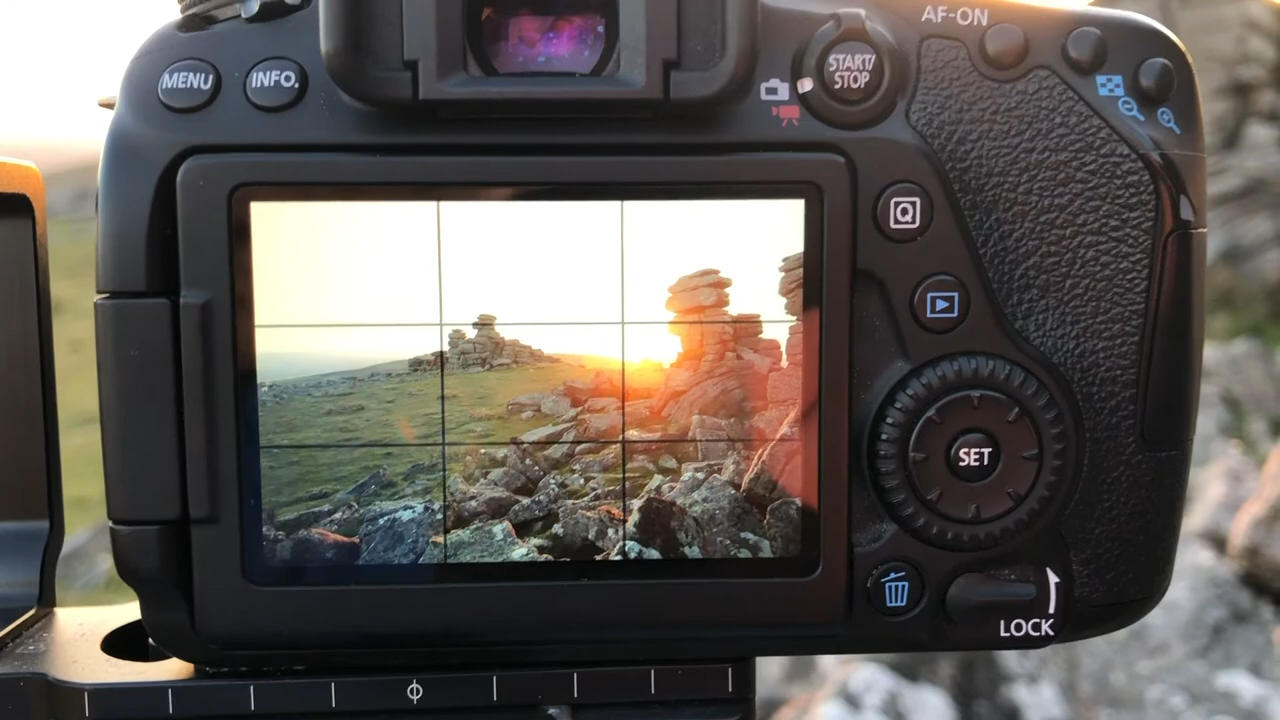 AF-ON
MENU
INFO.
START/
STOP
Q
SET
LOCK